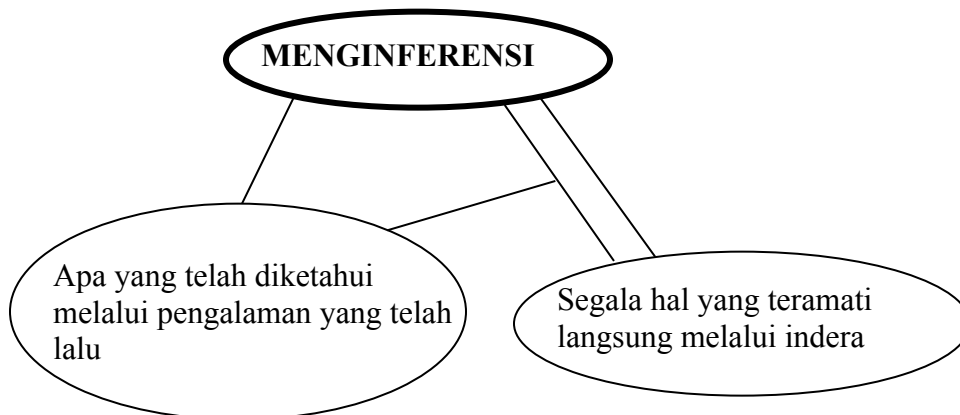 MENGINFERENSI
Apa yang telah diketahui
melalui pengalaman yang telah
lalu
Segala hal yang teramati
langsung melalui indera